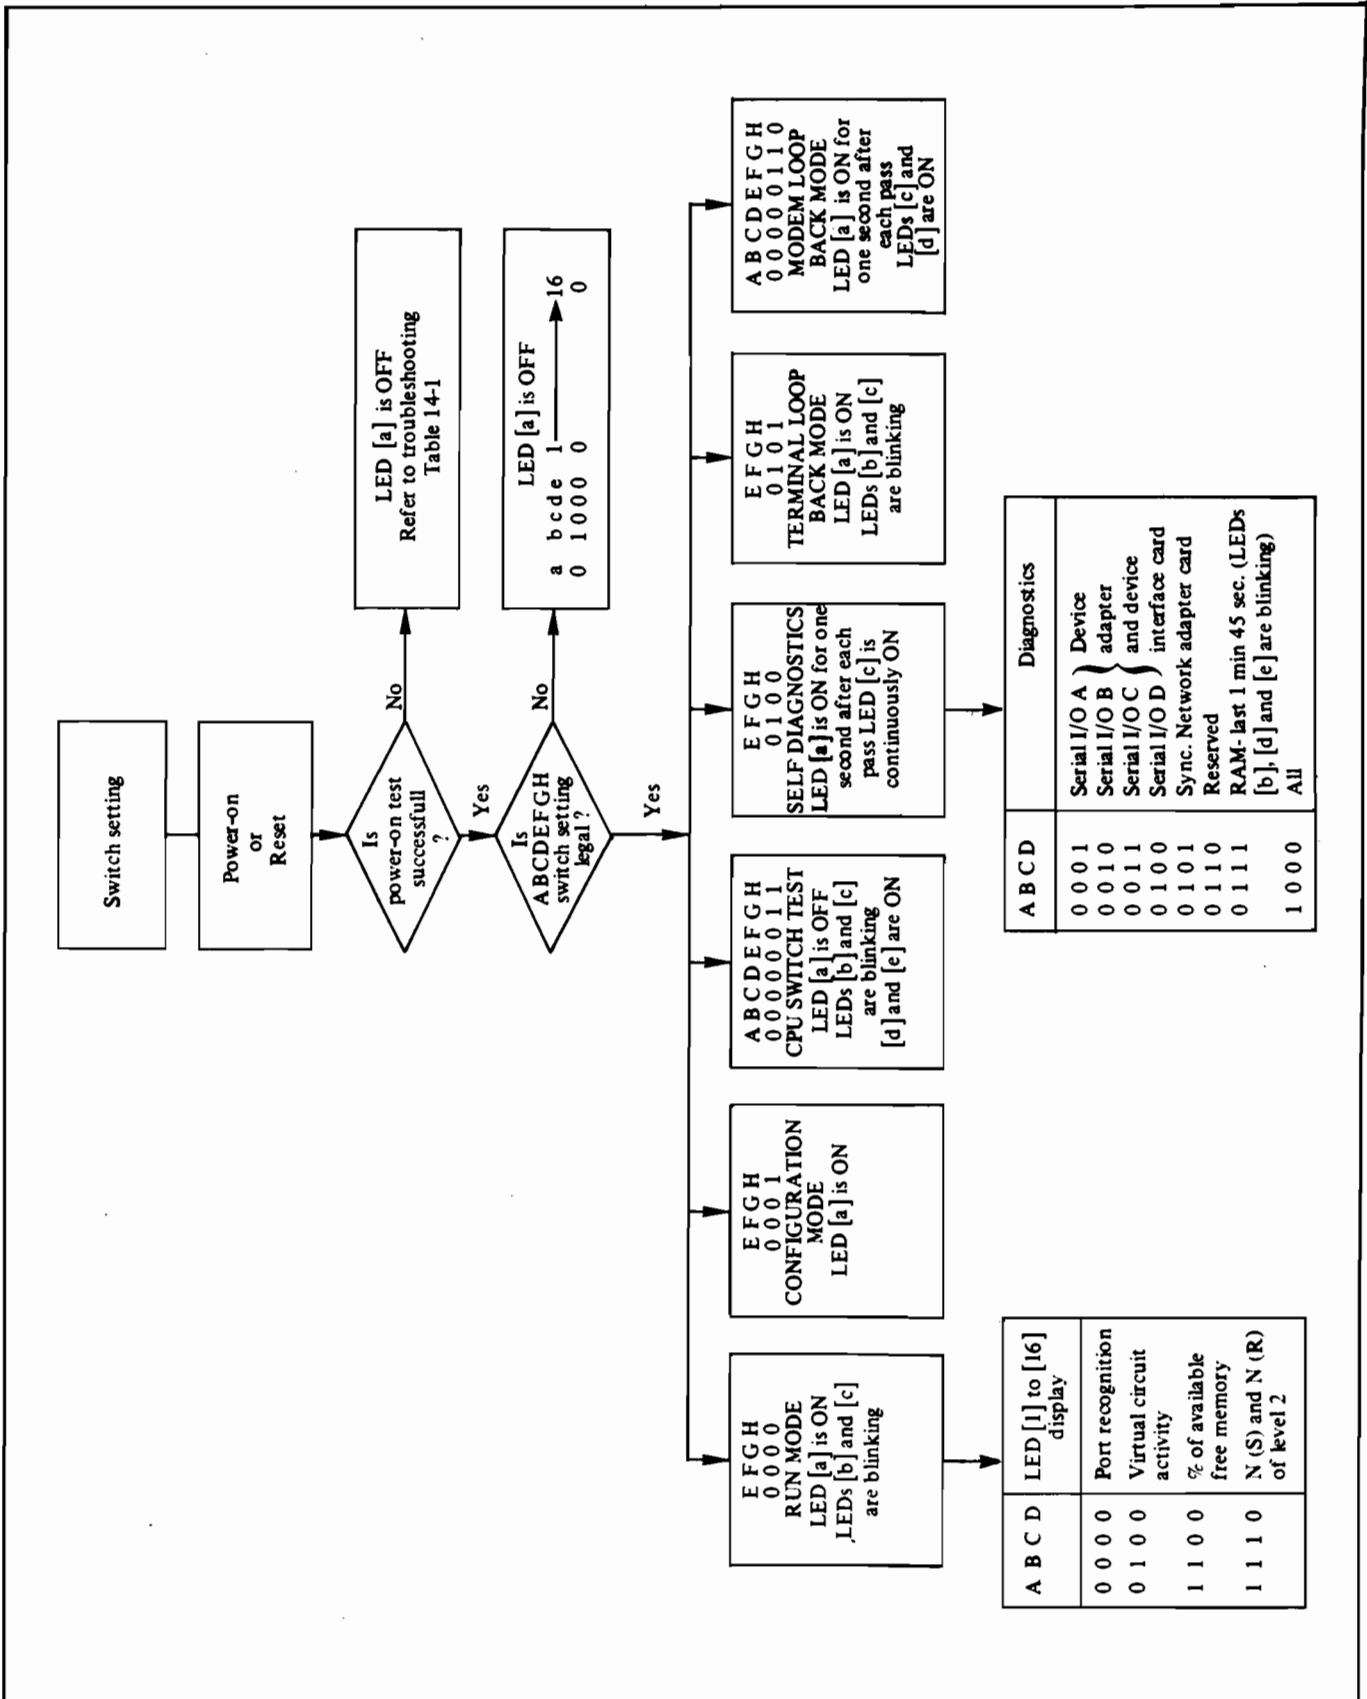 Switch setting
Power-on
or
Reset
Is
power-on test
successfull
?
No
LED [a] is OFF
Refer to troubleshooting
Table 14-1
Yes
Is
ABCDEFGH
switch setting
legal?
No
LED [a] is OFF
a b c d e 1 16
0 1 0 0 0 0 0
Yes
E F G H
0 0 0 0
RUN MODE
LED [a] is ON
,LEDs [b] and [c]
are blinking
E F G H
0 0 0 1
CONFIGURATION
MODE
LED [a] is ON
A B C D E F G H
0 0 0 0 0 0 1 1
CPU SWITCH TEST
LED [a] is OFF
LEDs [b] and [c]
are blinking
[d] and [e] are ON
E F G H
0 1 0 0
SELF DIAGNOSTICS
LED [a] is ON for one
second after each
pass LED [c] is
continuously ON
E F G H
0 1 0 1
TERMINAL LOOP
BACK MODE
LED [a] is ON
LEDs [b] and [c]
are blinking
A B C D E F G H
0 0 0 0 0 1 1 0
MODEM LOOP
BACK MODE
LED [a] is ON for
one second after
each pass
LEDs [c] and
[d] are ON
A B C D LED [1] to [16]
display
0 0 0 0 Port recognition
0 1 0 0 Virtual circuit
activity
1 1 0 0 % of available
free memory
1 1 1 0 N (S) and N (R)
of level 2
A B C D Diagnostics
0 0 0 1 Serial I/O A } Device
0 0 1 0 Serial I/O B adapter
0 0 1 1 Serial I/O C and device
0 1 0 0 Serial I/O D interface card
0 1 0 1 Sync. Network adapter card
0 1 1 0 Reserved
0 1 1 1 RAM- last 1 min 45 sec. (LEDs
[b], [d] and [e] are blinking)
1 0 0 0 All